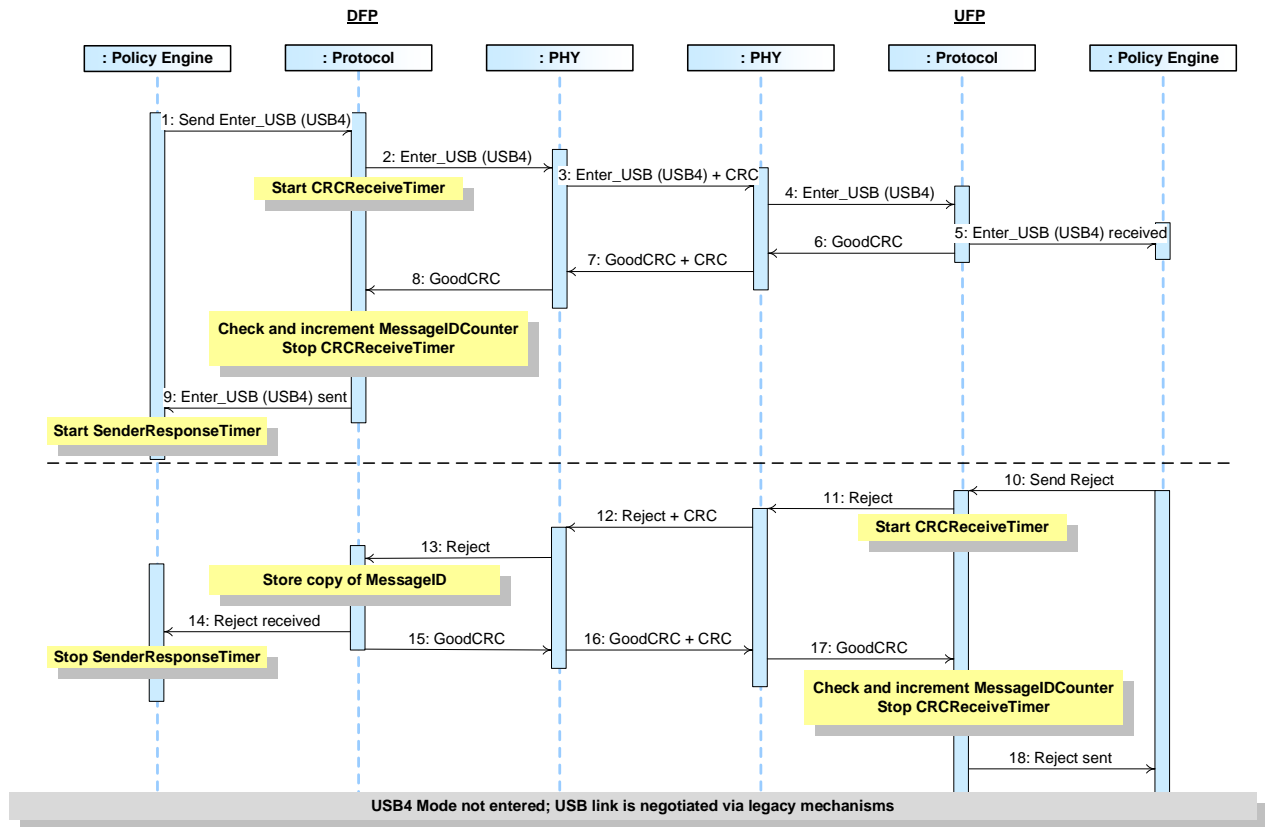 DFP
UFP
: Policy Engine
: Protocol
: PHY
: PHY
: Protocol
: Policy Engine
1: Send Enter_USB (USB4)
2: Enter_USB (USB4)
Start CRCReceiveTimer
3: Enter_USB (USB4) + CRC
4: Enter_USB (USB4)
5: Enter_USB (USB4) received
6: GoodCRC
7: GoodCRC + CRC
8: GoodCRC
Check and increment MessageIDCounter
Stop CRCReceiveTimer
9: Enter_USB (USB4) sent
Start SenderResponseTimer
10: Send Reject
11: Reject
Start CRCReceiveTimer
12: Reject + CRC
13: Reject
Store copy of MessageID
14: Reject received
Stop SenderResponseTimer
15: GoodCRC
16: GoodCRC + CRC
17: GoodCRC
Check and increment MessageIDCounter
Stop CRCReceiveTimer
18: Reject sent
USB4 Mode not entered; USB link is negotiated via legacy mechanisms